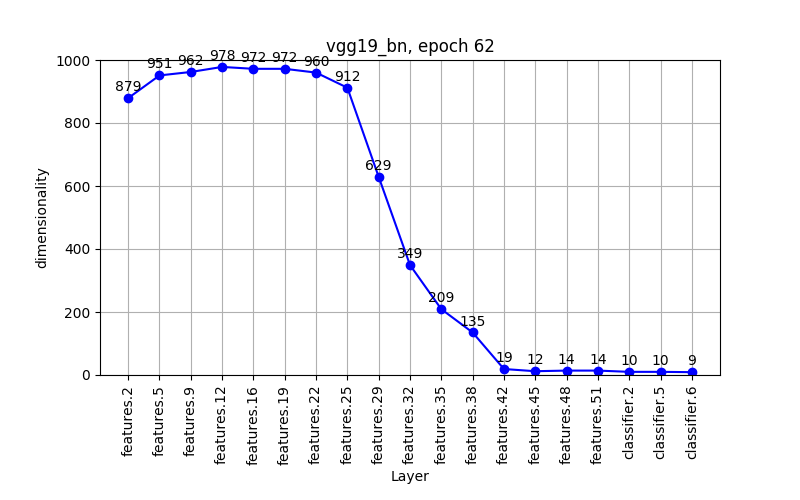 vgg19_bn, epoch 62
dimensionality
1000
800
600
400
200
0
879
951
962
978
972
972
960
912
629
349
209
135
19
12
14
14
10
10
9
features.2
features.5
features.9
features.12
features.16
features.19
features.22
features.25
features.29
features.32
features.35
features.38
features.42
features.45
features.48
features.51
classifier.2
classifier.5
classifier.6
Layer